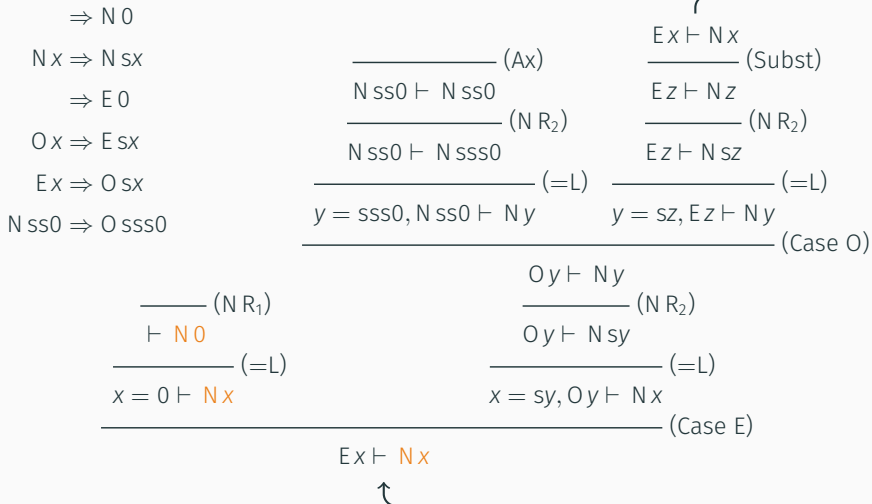 ⇒ N 0
N x ⇒ N sx
⇒ E 0
O x ⇒ E sx
E x ⇒ O sx
N ss0 ⇒ O sss0
E x ⊢ N x
(Ax) (Subst)
N ss0 ⊢ N ss0 E z ⊢ N z
(N R₂) (N R₂)
N ss0 ⊢ N sss0 E z ⊢ N sz
(=L) (=L)
y = sss0, N ss0 ⊢ N y y = sz, E z ⊢ N y
(Case O)
O y ⊢ N y
(N R₁) (N R₂)
⊢ N 0 O y ⊢ N sy
(=L) (=L)
x = 0 ⊢ N x x = sy, O y ⊢ N x
(Case E)
E x ⊢ N x